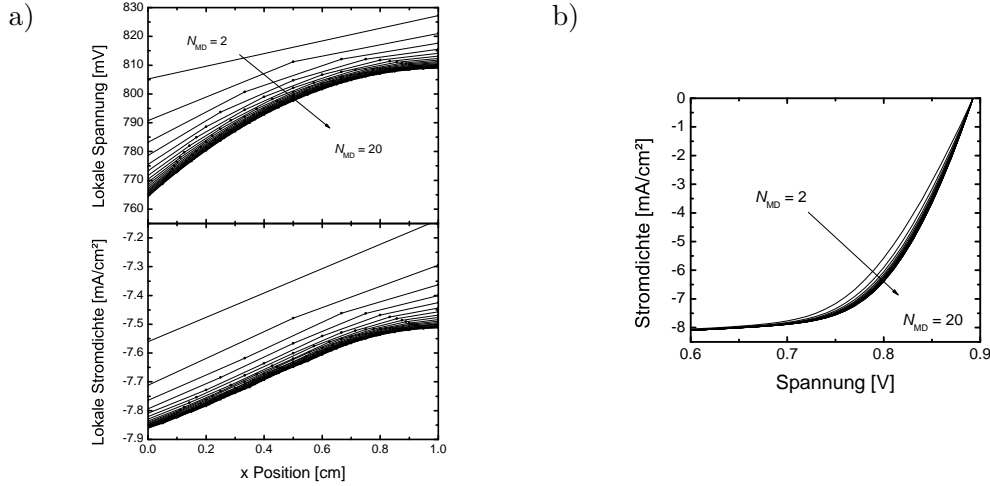 a)
830
820
810
800
790
780
770
760
Lokale Spannung [mV]
N_MD = 2
N_MD = 20
-7.2
-7.3
-7.4
-7.5
-7.6
-7.7
-7.8
-7.9
Lokale Stromdichte [mA/cm²]
0.0 0.2 0.4 0.6 0.8 1.0
x Position [cm]
b)
0
-1
-2
-3
-4
-5
-6
-7
-8
Stromdichte [mA/cm²]
N_MD = 2
N_MD = 20
0.6 0.7 0.8 0.9
Spannung [V]